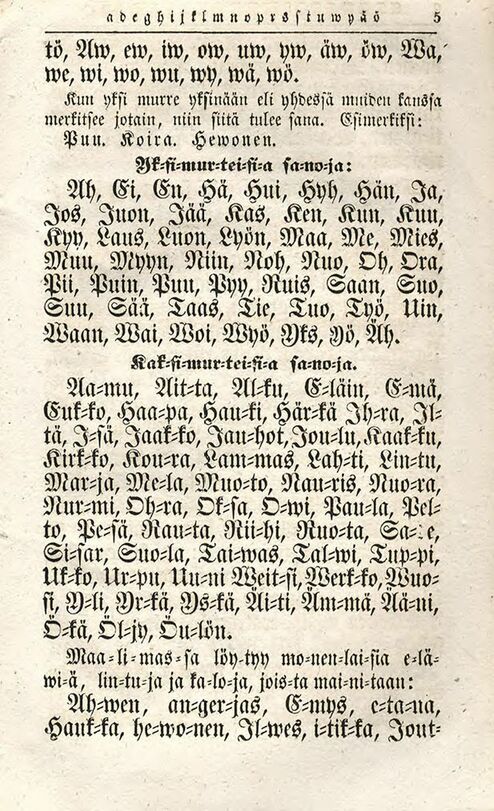 a d e g h i j k l m n o p r s ſ t u w y ä ö 5
tö, Aw, ew, iw, ow, uw, yw, äw, öw, Wa,
we, wi, wo, wu, wy, wä, wö.
Kun yksi murre yksinään eli yhdessä muiden kanssa
merkitsee jotain, niin siitä tulee sana. Esimerkiksi:
Puu. Koira. Hewonen.
Yk-si-mur-tei-si-a sa-no-ja:
Ah, Ei, En, Hä, Hui, Hyh, Hän, Ja,
Jos, Juon, Jää, Kas, Ken, Kun, Kuu,
Kyy, Laus, Luon, Lyön, Maa, Me, Mies,
Muu, Myyn, Niin, Noh, Nuo, Oh, Ora,
Pii, Puin, Puu, Pyy, Ruis, Saan, Suo,
Suu, Sää, Taas, Tie, Tuo, Työ, Uin,
Waan, Wai, Woi, Wyö, Yks, Yö, Äh.
Kak-si-mur-tei-si-a sa-no-ja.
Aa-mu, Ait-ta, Al-ku, E-läin, E-mä,
Euk-ko, Haa-pa, Hau-ki, Här-kä Ih-ra, Il-
tä, I-sä, Jaak-ko, Jau-hot, Jou-lu, Kaak-ku,
Kirk-ko, Kou-ra, Lam-mas, Lah-ti, Lin-tu,
Mar-ja, Me-la, Muo-to, Nau-ris, Nuo-ra,
Nur-mi, Oh-ra, Ok-sa, O-wi, Pau-la, Pel-
to, Pe-sä, Rau-ta, Rii-hi, Ruo-ta,
Si-sar, Suo-la, Tai-was, Tal-wi, Tup-pi,
Uk-ko, Ur-pu, Uu-ni Weit-si, Werk-ko, Wuo-
si, Y-li, Yr-kä, Ys-kä, Äi-ti, Äm-mä, Ää-ni,
Ö-kä, Öl-jy, Öu-lön.
Maa-li-mas-sa löy-tyy mo-nen-lai-sia e-lä-
wi-ä, lin-tu-ja ja ka-lo-ja, jois-ta mai-ni-taan:
Ah-wen, an-ger-jas, E-mys, e-ta-na,
Hauk-ka, he-wo-nen, Il-wes, i-tik-ka, Jout-